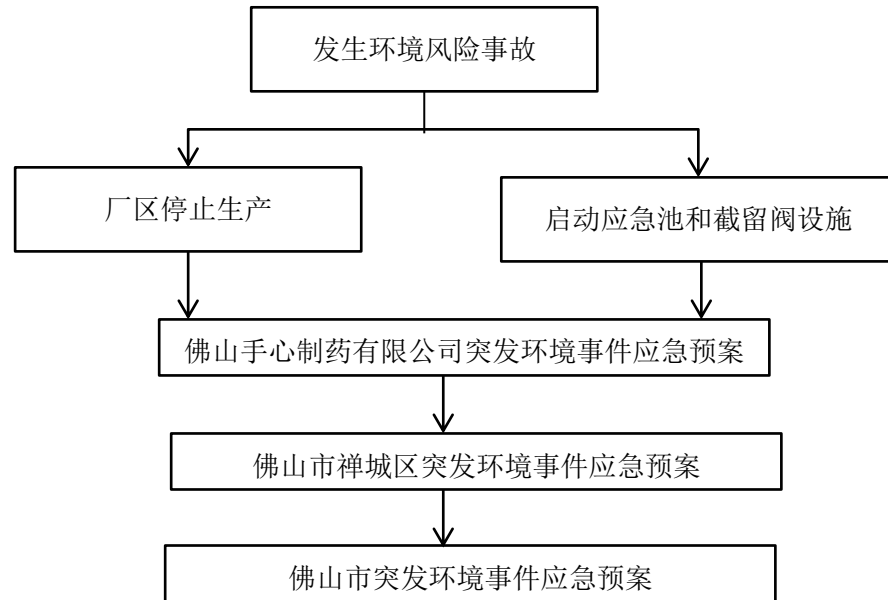 发生环境风险事故
厂区停止生产
启动应急池和截留阀设施
佛山手心制药有限公司突发环境事件应急预案
佛山市禅城区突发环境事件应急预案
佛山市突发环境事件应急预案